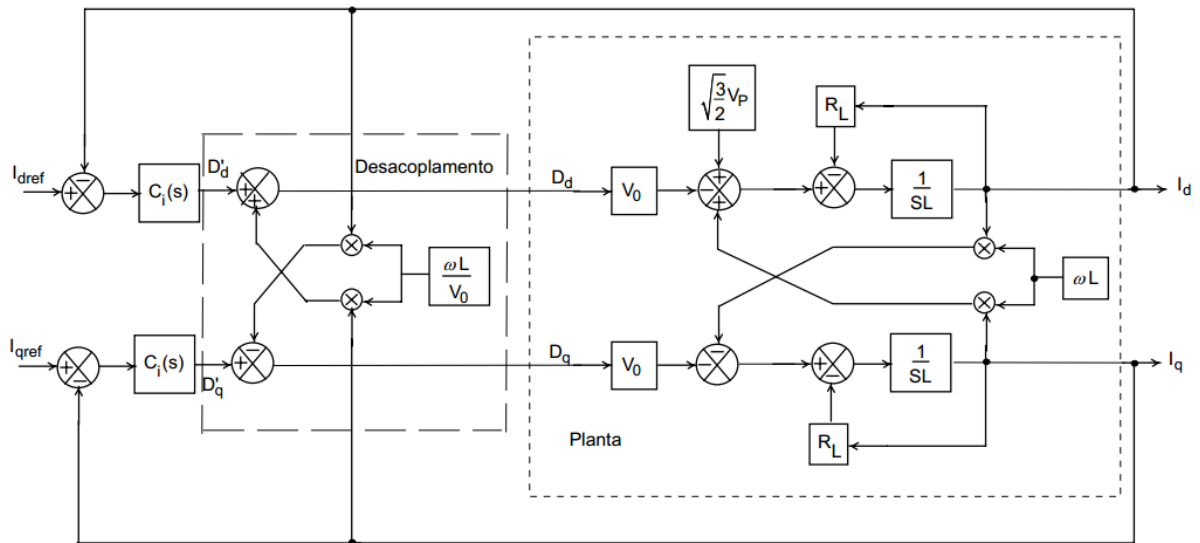 I_dref
C_i(s)
D'_d
Desacoplamento
ωL
V_0
D_d
V_0
√3/2 V_P
R_L
1
SL
I_d
ωL
I_qref
C_i(s)
D'_q
D_q
V_0
1
SL
I_q
R_L
Planta